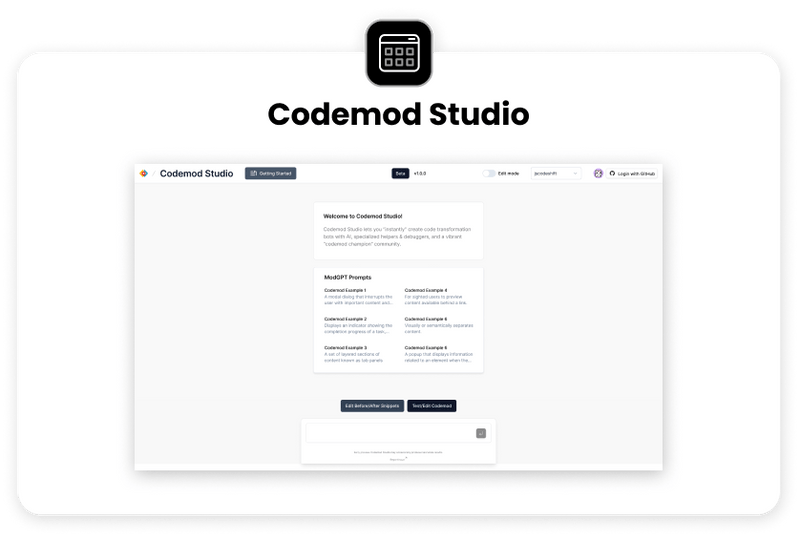 Codemod Studio
Codemod Studio
Getting Started
Beta
v1.0.0
Edit mode
jscodeshift
Login with GitHub
Welcome to Codemod Studio!
Codemod Studio lets you "instantly" create code transformation
bots with AI, specialized helpers & debuggers, and a vibrant
"codemod champion" community.
ModGPT Prompts
Codemod Example 1
A modal dialog that interrupts the
user with important content and...
Codemod Example 4
For sighted users to preview
content available behind a link.
Codemod Example 2
Displays an indicator showing the
completion progress of a task,...
Codemod Example 5
Visually or semantically separates
content.
Codemod Example 3
A set of layered sections of
content known as tab panels
Codemod Example 6
A popup that displays information
related to an element when the...
Edit Before/After Snippets
Test/Edit Codemod